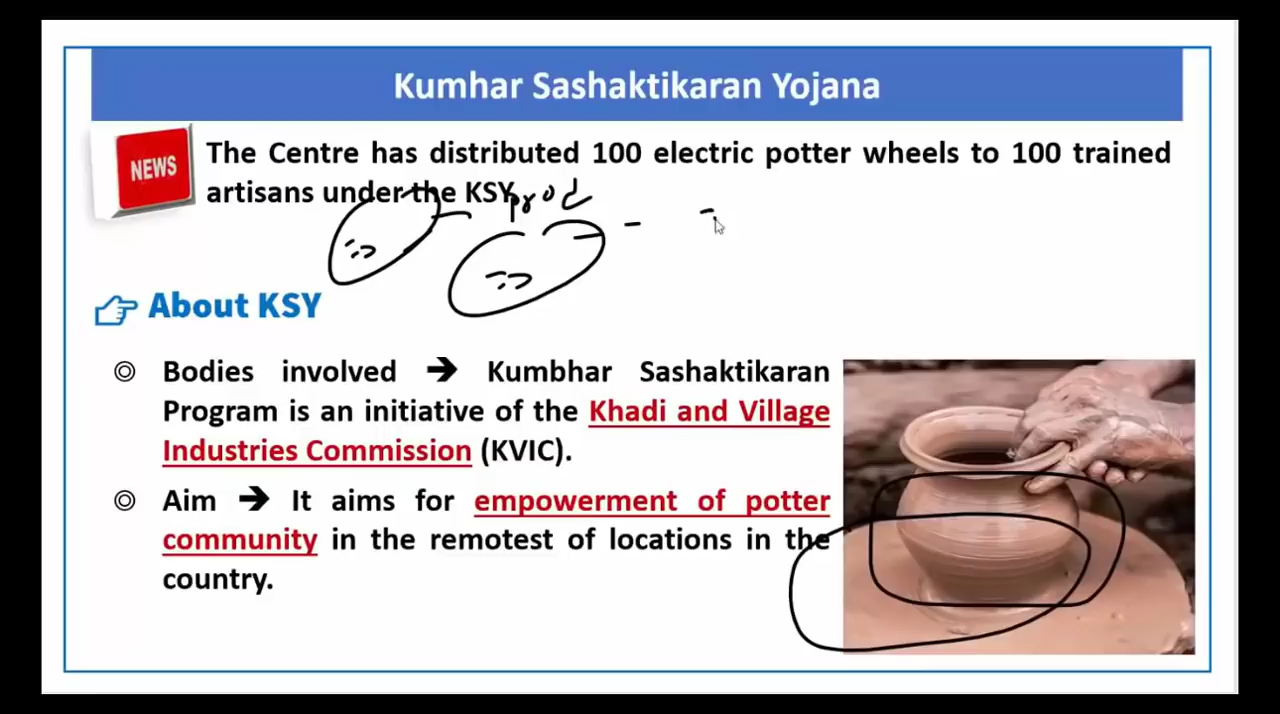 Kumhar Sashaktikaran Yojana
NEWS
The Centre has distributed 100 electric potter wheels to 100 trained
artisans under the KSY
prod
About KSY
Bodies involved ➔ Kumbhar Sashaktikaran
Program is an initiative of the Khadi and Village
Industries Commission (KVIC).
Aim ➔ It aims for empowerment of potter
community in the remotest of locations in the
country.